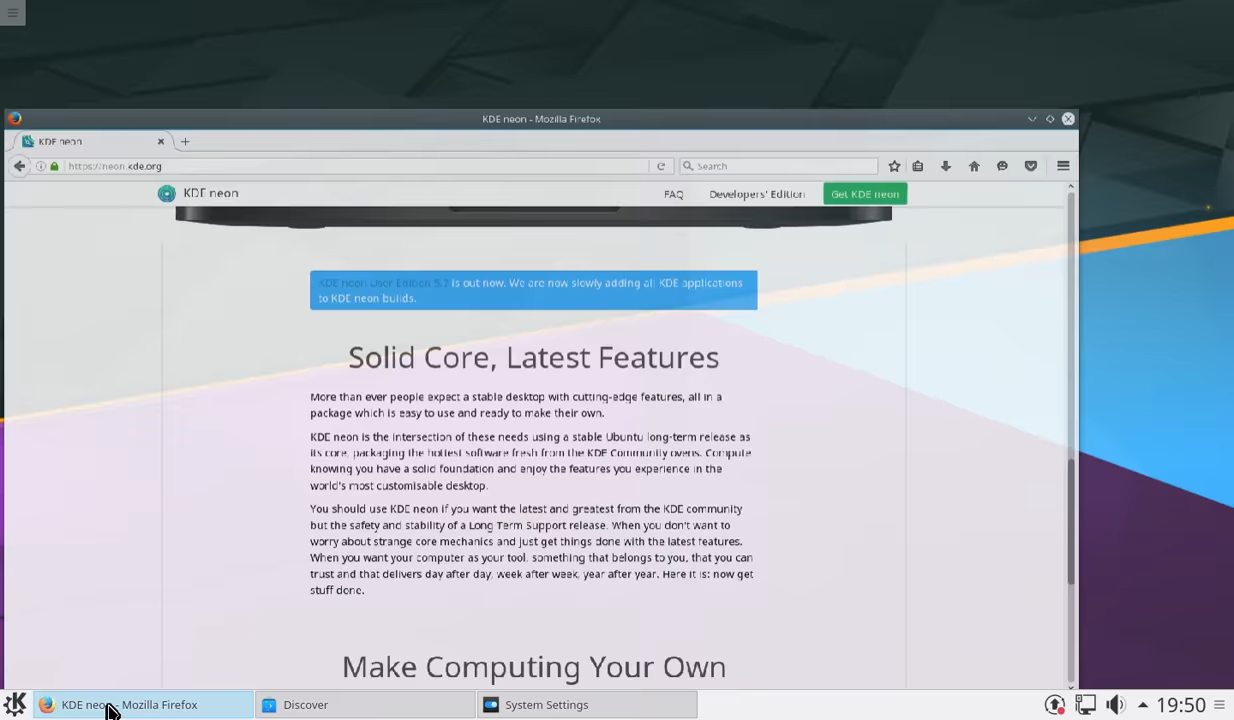 KDE neon - Mozilla Firefox
KDE neon
https://neon.kde.org
Search
KDE neon
FAQ
Developers' Edition
Get KDE neon
KDE neon User Edition 5.7 is out now. We are now slowly adding all KDE applications
to KDE neon builds.
Solid Core, Latest Features
More than ever people expect a stable desktop with cutting-edge features, all in a
package which is easy to use and ready to make their own.
KDE neon is the intersection of these needs using a stable Ubuntu long-term release as
its core, packaging the hottest software fresh from the KDE Community ovens. Compute
knowing you have a solid foundation and enjoy the features you experience in the
world's most customisable desktop.
You should use KDE neon if you want the latest and greatest from the KDE community
but the safety and stability of a Long Term Support release. When you don't want to
worry about strange core mechanics and just get things done with the latest features.
When you want your computer as your tool, something that belongs to you, that you can
trust and that delivers day after day, week after week, year after year. Here it is: now get
stuff done.
Make Computing Your Own
KDE neon - Mozilla Firefox
Discover
System Settings
19:50